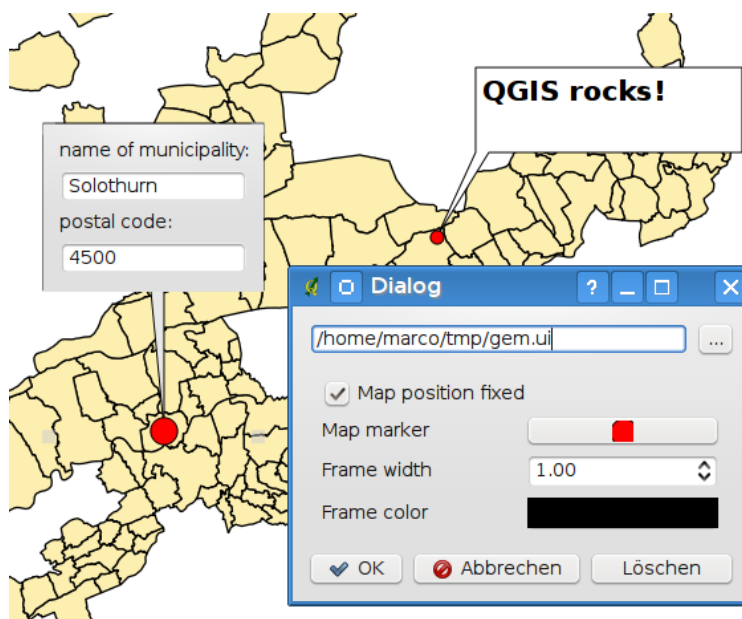 QGIS rocks!
name of municipality:
Solothurn
postal code:
4500
Dialog
?
/home/marco/tmp/gem.ui
...
Map position fixed
Map marker
Frame width
1.00
Frame color
OK
Abbrechen
Löschen